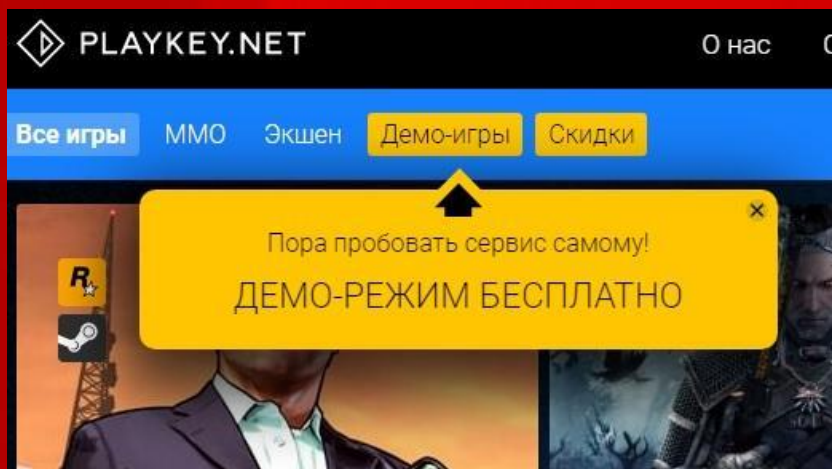 PLAYKEY.NET
О нас
Все игры
ММО
Экшен
Демо-игры
Скидки
Пора пробовать сервис самому!
ДЕМО-РЕЖИМ БЕСПЛАТНО
R